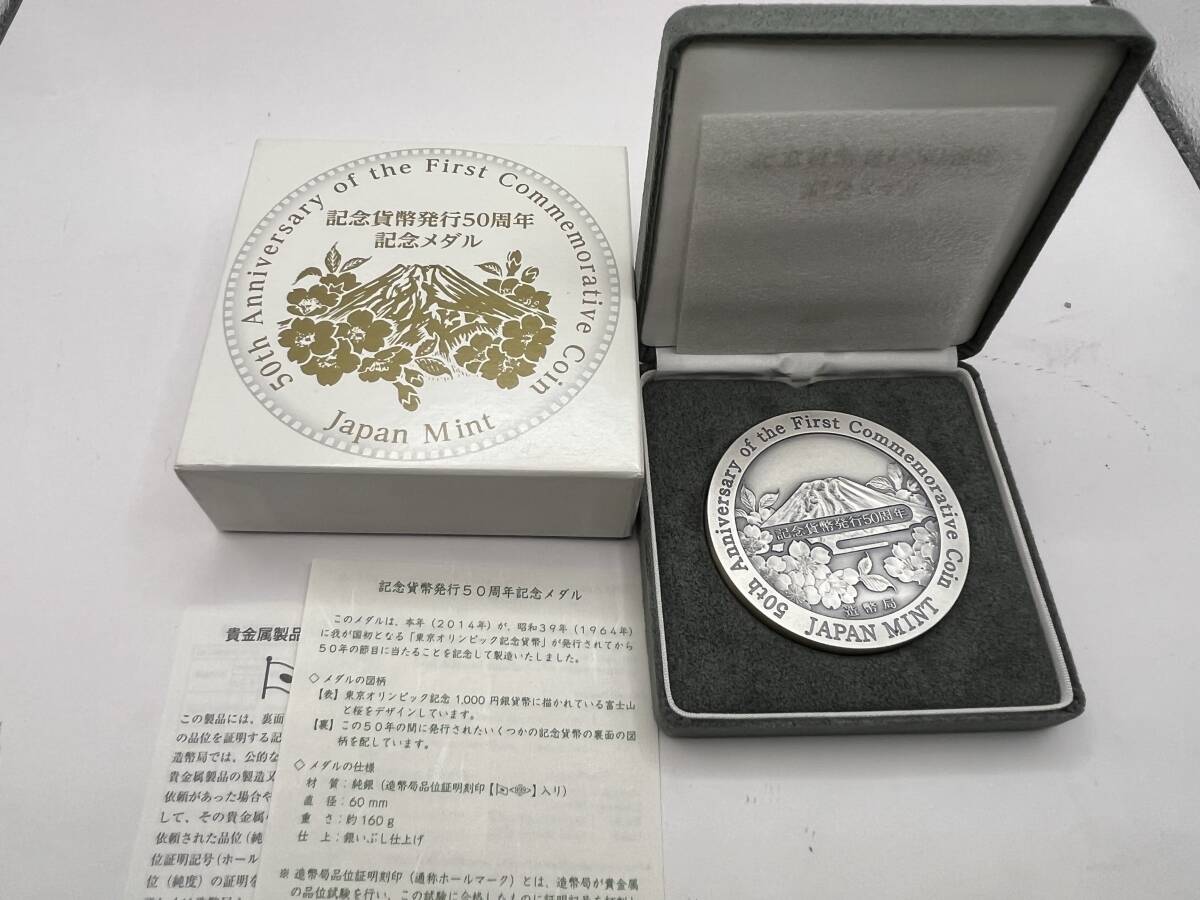 50th Anniversary of the First Commemorative Coin
記念貨幣発行50周年
記念メダル
Japan Mint
50th Anniversary of the First Commemorative Coin
記念貨幣発行50周年
造幣局
JAPAN MINT
記念貨幣発行50周年記念メダル
このメダルは、本年(2014年)が、昭和39年(1964年)
に我が国初となる「東京オリンピック記念貨幣」が発行されてから
50年の節目に当たることを記念して製造いたしました。
◇ メダルの図柄
【表】東京オリンピック記念 1,000 円銀貨幣に描かれている富士山
と桜をデザインしています。
【裏】この50年の間に発行されたいくつかの記念貨幣の裏面の図
柄を配しています。
◇ メダルの仕様
材 質:純銀(造幣局品位証明刻印【】入り)
直 径:60 mm
重 さ:約160 g
仕 上:銀いぶし仕上げ
※ 造幣局品位証明刻印(通称ホールマーク)とは、造幣局が貴金属
の品位試験を行い、この試験に合格したものに証明記号を打刻し
貴金属製品
この製品には、裏面
の品位を証明する記
造幣局では、公的な
貴金属製品の製造又
依頼があった場合や
して、その貴金属
依頼された品位(純
位証明記号(ホール
位(純度)の証明を